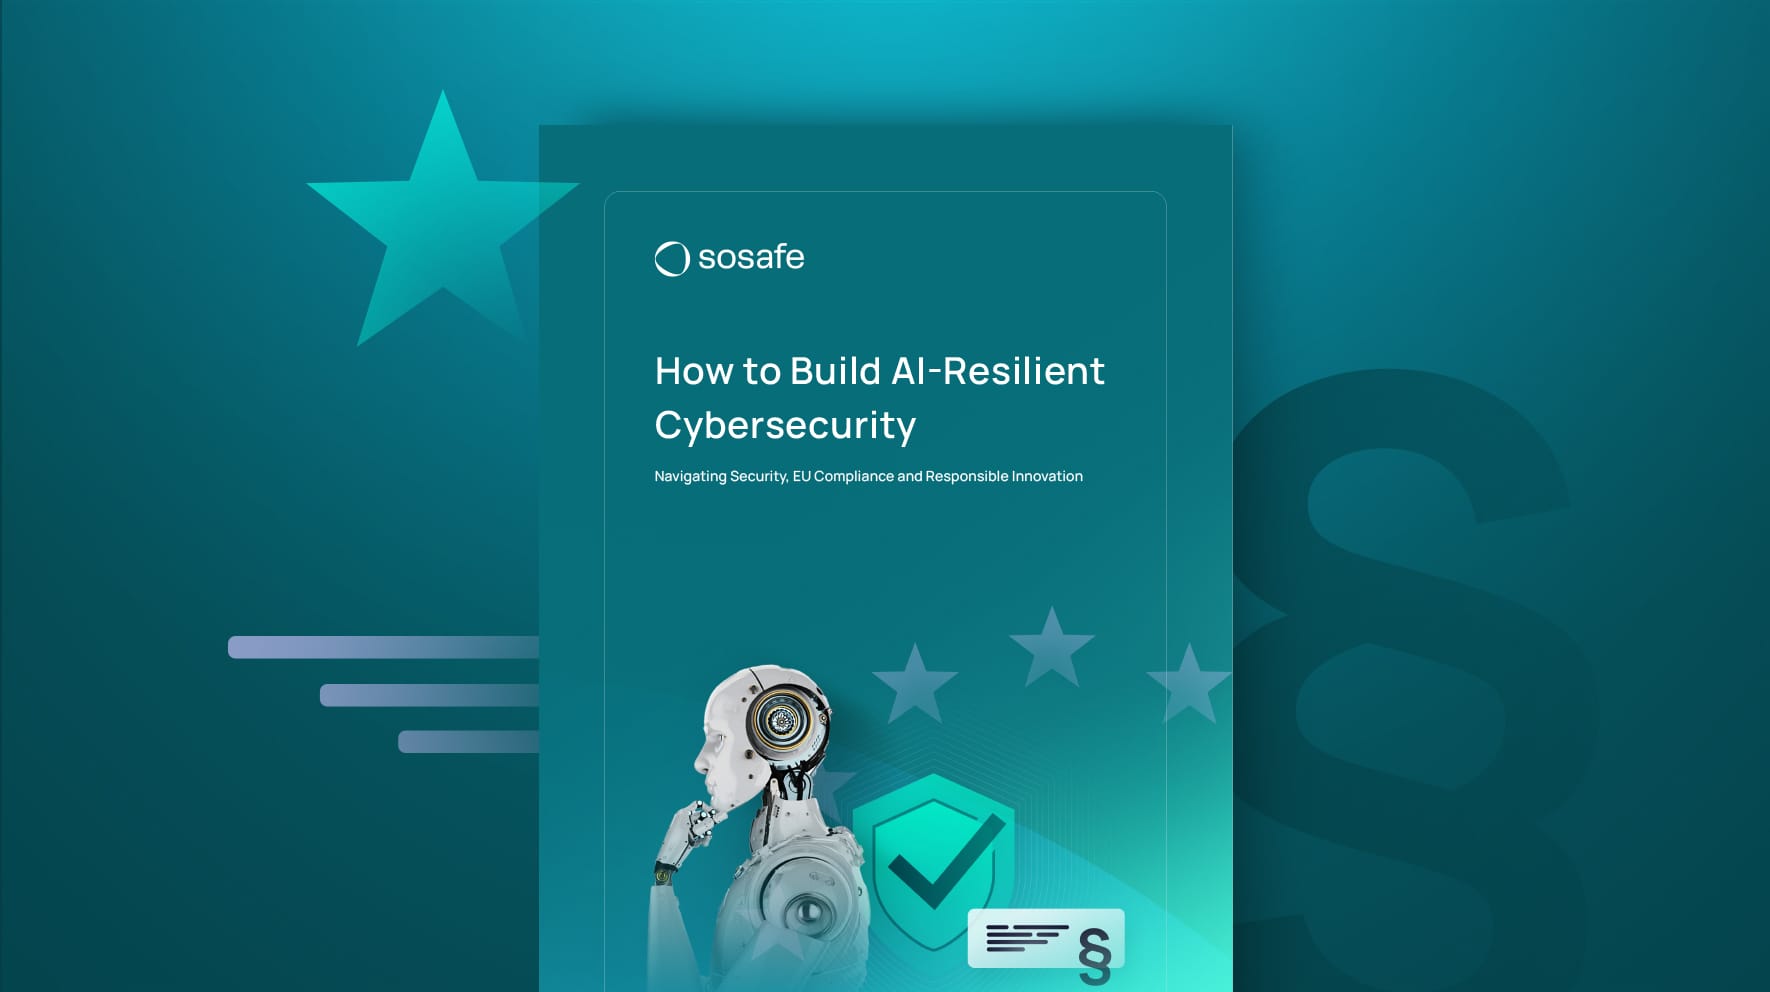 sosafe
How to Build AI-Resilient
Cybersecurity
Navigating Security, EU Compliance and Responsible Innovation
§
§